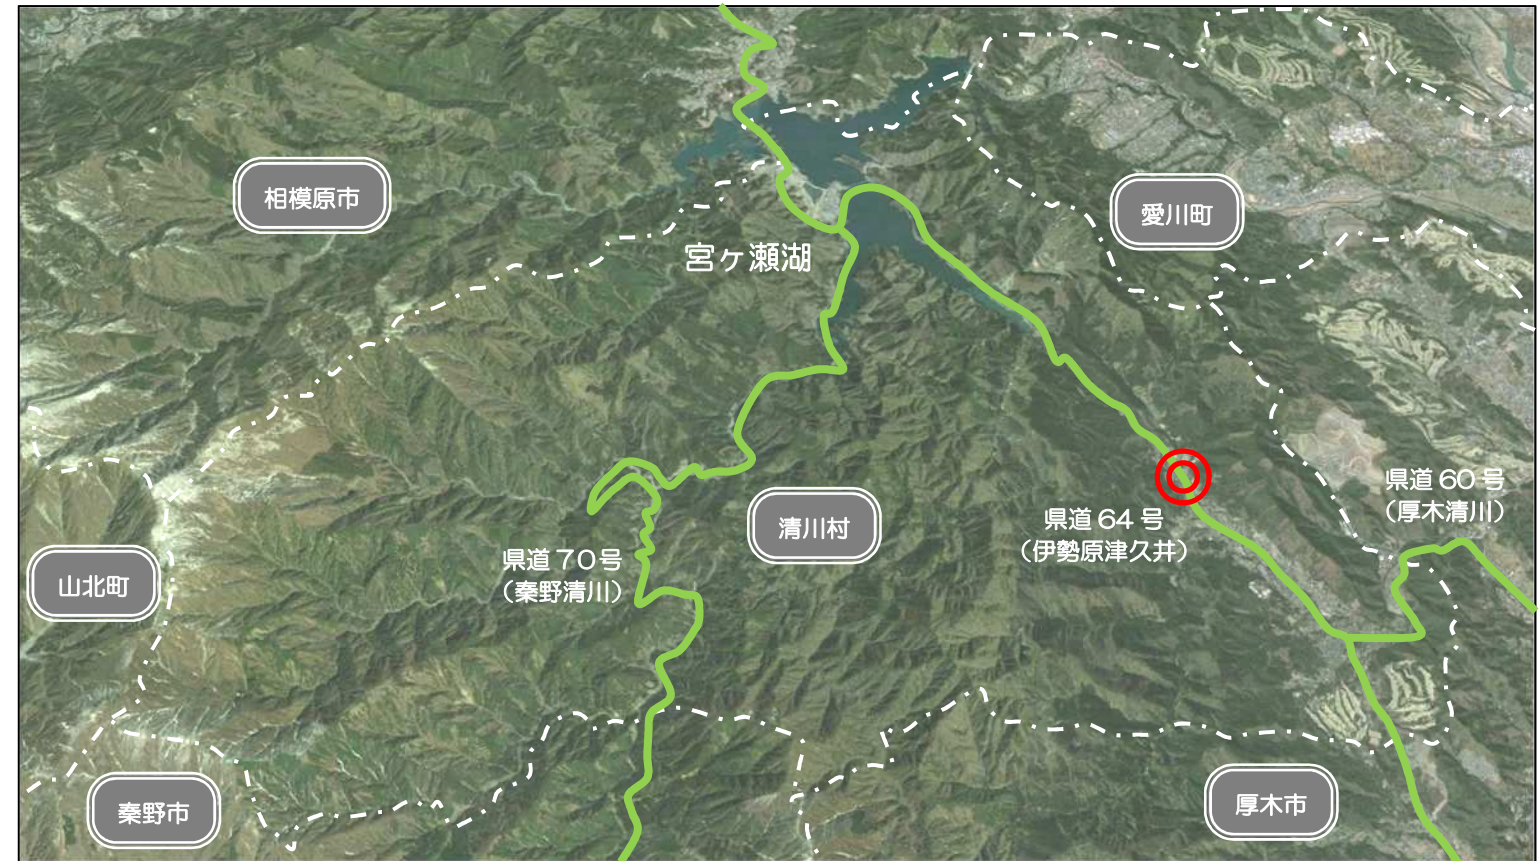 相模原市
愛川町
宮ヶ瀬湖
県道60号
（厚木清川）
県道64号
（伊勢原津久井）
清川村
県道70号
（秦野清川）
山北町
秦野市
厚木市